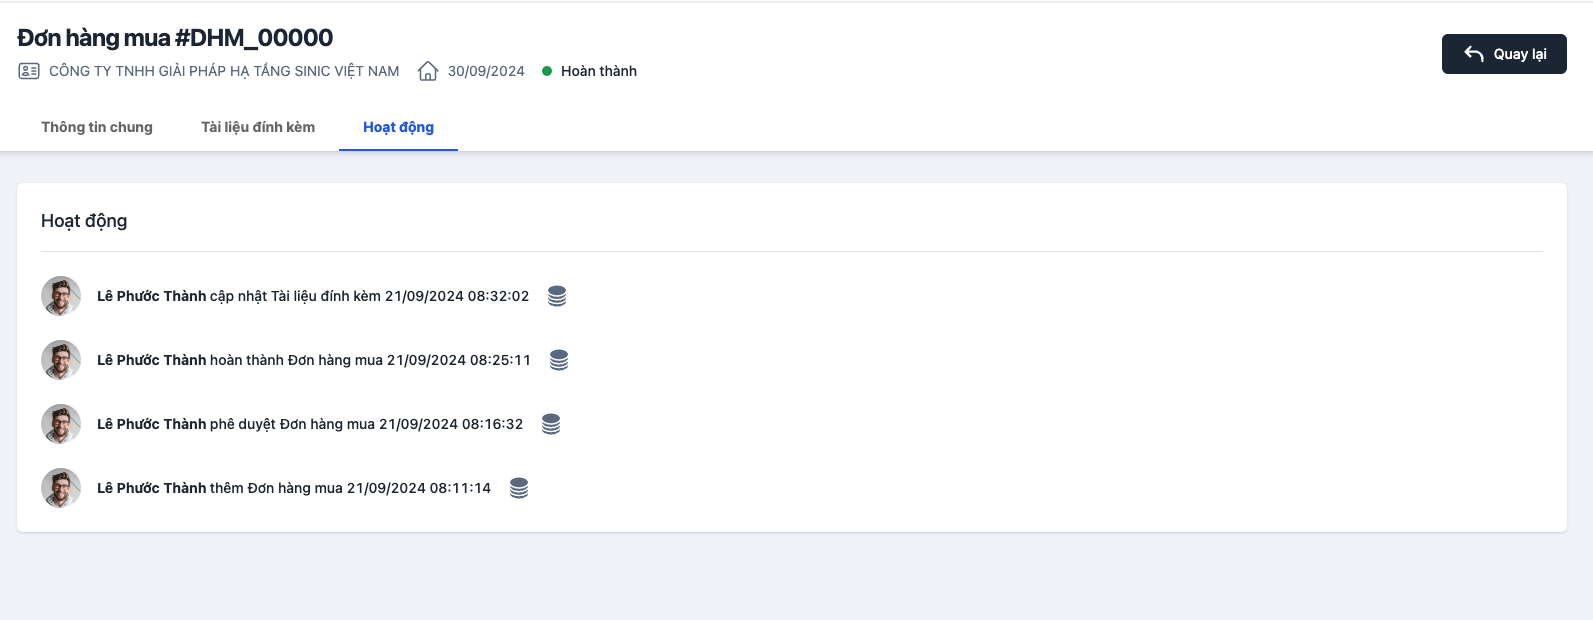 Đơn hàng mua #DHM_00000
CÔNG TY TNHH GIẢI PHÁP HẠ TẦNG SINIC VIỆT NAM 30/09/2024 Hoàn thành
Quay lại
Thông tin chung Tài liệu đính kèm Hoạt động
Hoạt động
Lê Phước Thành cập nhật Tài liệu đính kèm 21/09/2024 08:32:02
Lê Phước Thành hoàn thành Đơn hàng mua 21/09/2024 08:25:11
Lê Phước Thành phê duyệt Đơn hàng mua 21/09/2024 08:16:32
Lê Phước Thành thêm Đơn hàng mua 21/09/2024 08:11:14